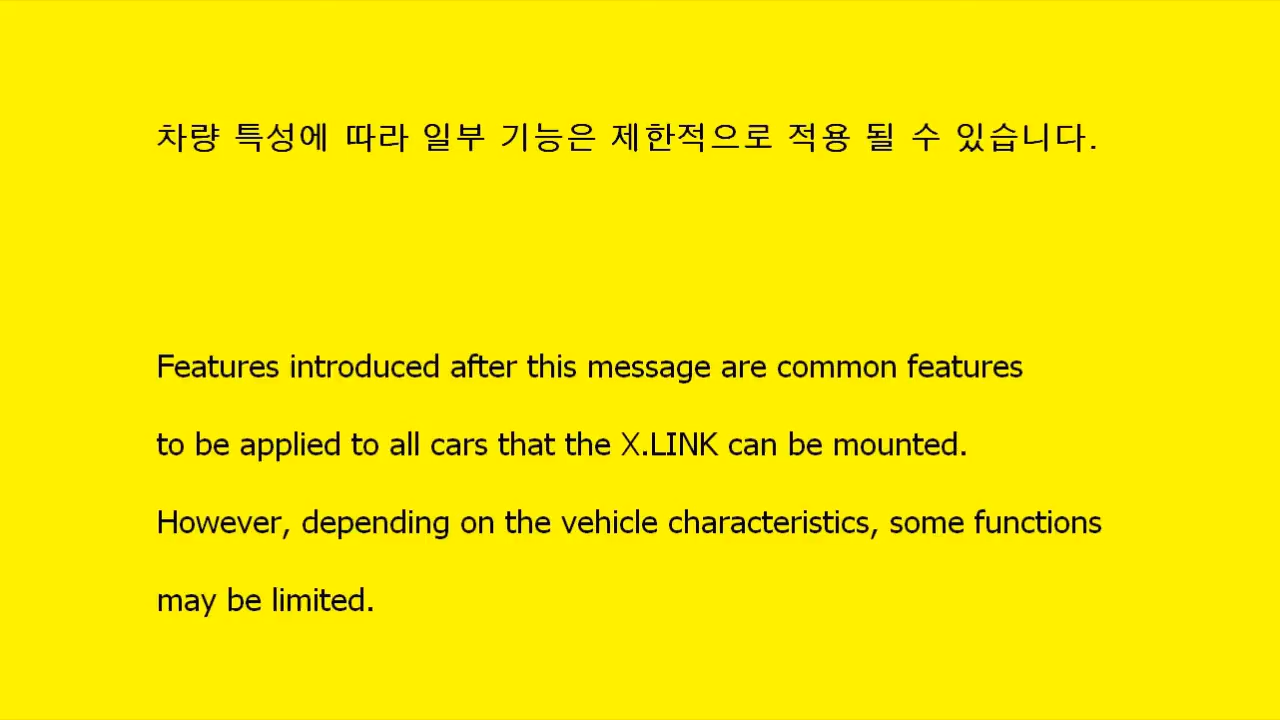 차량 특성에 따라 일부 기능은 제한적으로 적용 될 수 있습니다.
Features introduced after this message are common features
to be applied to all cars that the X.LINK can be mounted.
However, depending on the vehicle characteristics, some functions
may be limited.